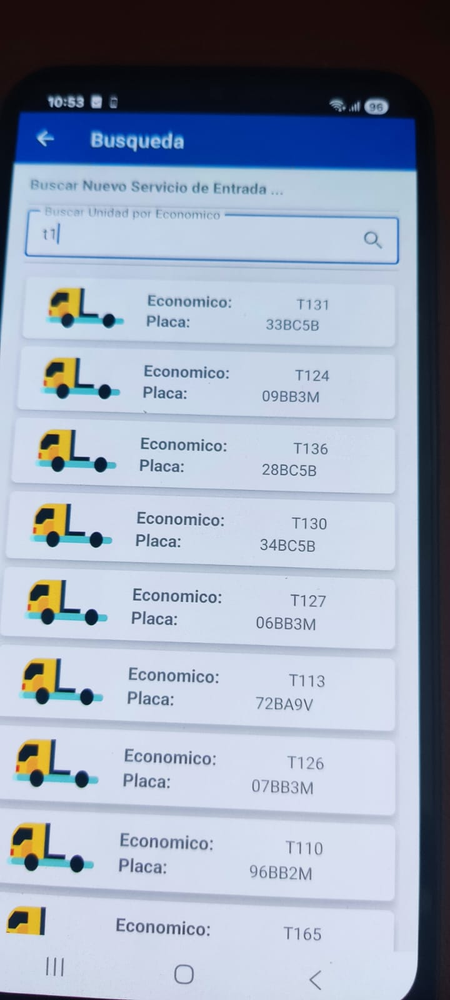 10:53
96
Busqueda
Buscar Nuevo Servicio de Entrada ...
Buscar Unidad por Economico
t1
Economico: T131
Placa: 33BC5B
Economico: T124
Placa: 09BB3M
Economico: T136
Placa: 28BC5B
Economico: T130
Placa: 34BC5B
Economico: T127
Placa: 06BB3M
Economico: T113
Placa: 72BA9V
Economico: T126
Placa: 07BB3M
Economico: T110
Placa: 96BB2M
Economico: T165